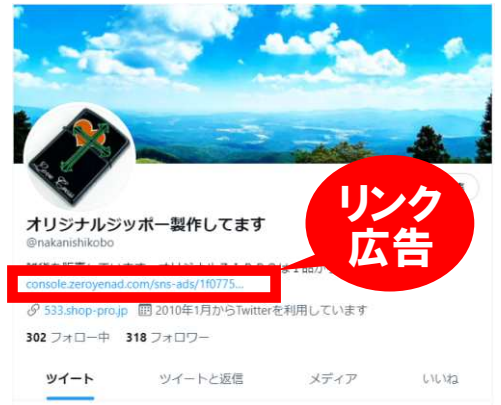 リンク
広告
オリジナルジッポー製作してます
@nakanishikobo
console.zeroyenad.com/sns-ads/1f0775...
533.shop-pro.jp 2010年1月からTwitterを利用しています
302 フォロー中 318 フォロワー
ツイート ツイートと返信 メディア いいね